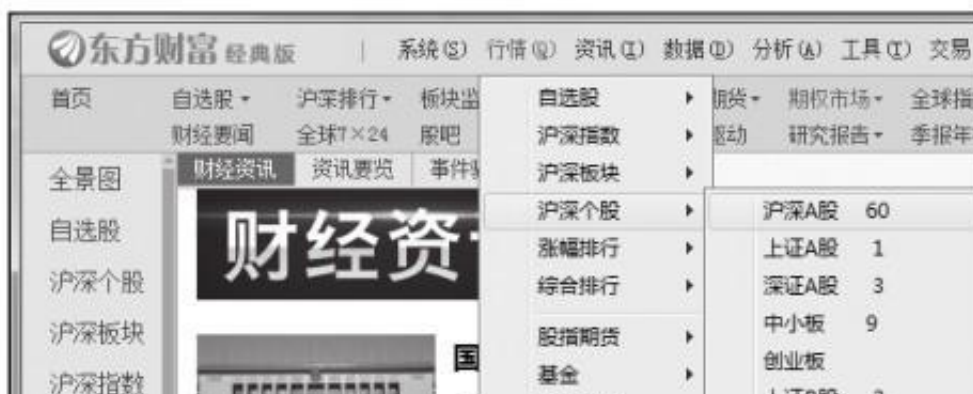 东方财富 经典版 | 系统(S) 行情(Q) 资讯(I) 数据(D) 分析(A) 工具(T) 交易
首页 自选股 沪深排行 板块监 期货 期权市场 全球指
财经要闻 全球7×24 股吧 驱动 研究报告 季报年
全景图
自选股
沪深个股
沪深板块
沪深指数
财经资讯 资讯要览 事件
财经资
国
自选股
沪深指数
沪深板块
沪深个股
涨幅排行
综合排行
股指期货
基金
沪深A股 60
上证A股 1
深证A股 3
中小板 9
创业板